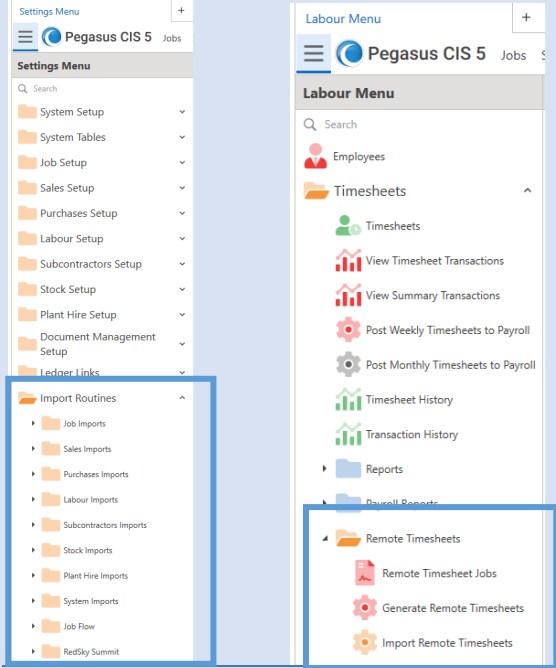 Settings Menu
+
Pegasus CIS 5 Jobs
Settings Menu
Search
System Setup
System Tables
Job Setup
Sales Setup
Purchases Setup
Labour Setup
Subcontractors Setup
Stock Setup
Plant Hire Setup
Document Management
Setup
Ledger Links
Import Routines
Job Imports
Sales Imports
Purchases Imports
Labour Imports
Subcontractors Imports
Stock Imports
Plant Hire Imports
System Imports
Job Flow
RedSky Summit
Labour Menu
+
Pegasus CIS 5 Jobs S
Labour Menu
Search
Employees
Timesheets
Timesheets
View Timesheet Transactions
View Summary Transactions
Post Weekly Timesheets to Payroll
Post Monthly Timesheets to Payroll
Timesheet History
Transaction History
Reports
Payroll Reports
Remote Timesheets
Remote Timesheet Jobs
Generate Remote Timesheets
Import Remote Timesheets